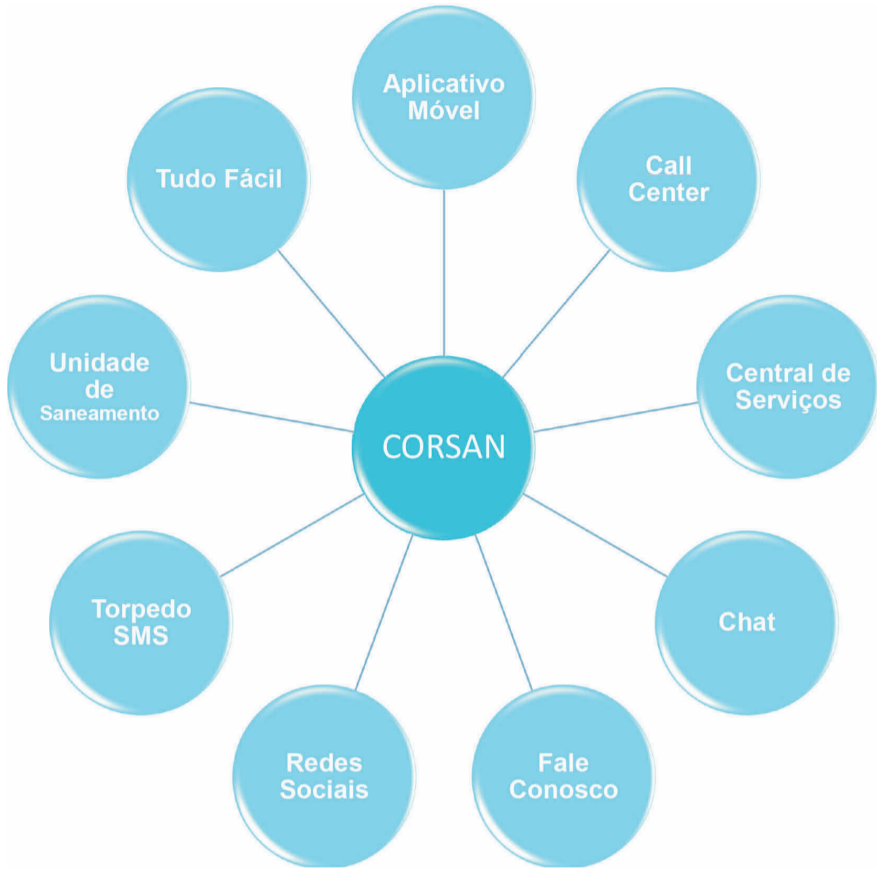 Aplicativo
Móvel
Call
Center
Central de
Serviços
Chat
Fale
Conosco
Redes
Sociais
Torpedo
SMS
Unidade
de
Saneamento
Tudo Fácil
CORSAN